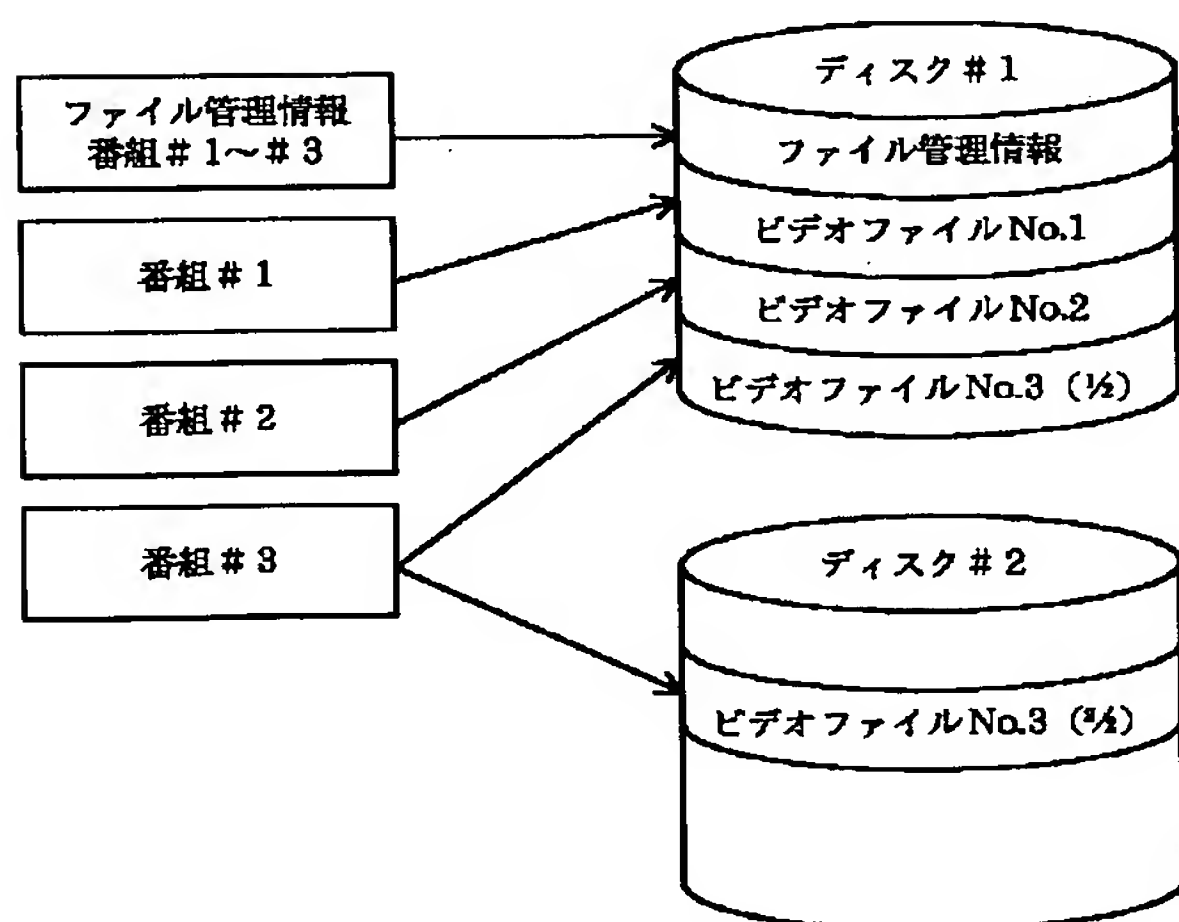 ファイル管理情報
番組#1～#3
番組#1
番組#2
番組#3
ディスク#1
ファイル管理情報
ビデオファイルNo.1
ビデオファイルNo.2
ビデオファイルNo.3（½）
ディスク#2
ビデオファイルNo.3（2/2）